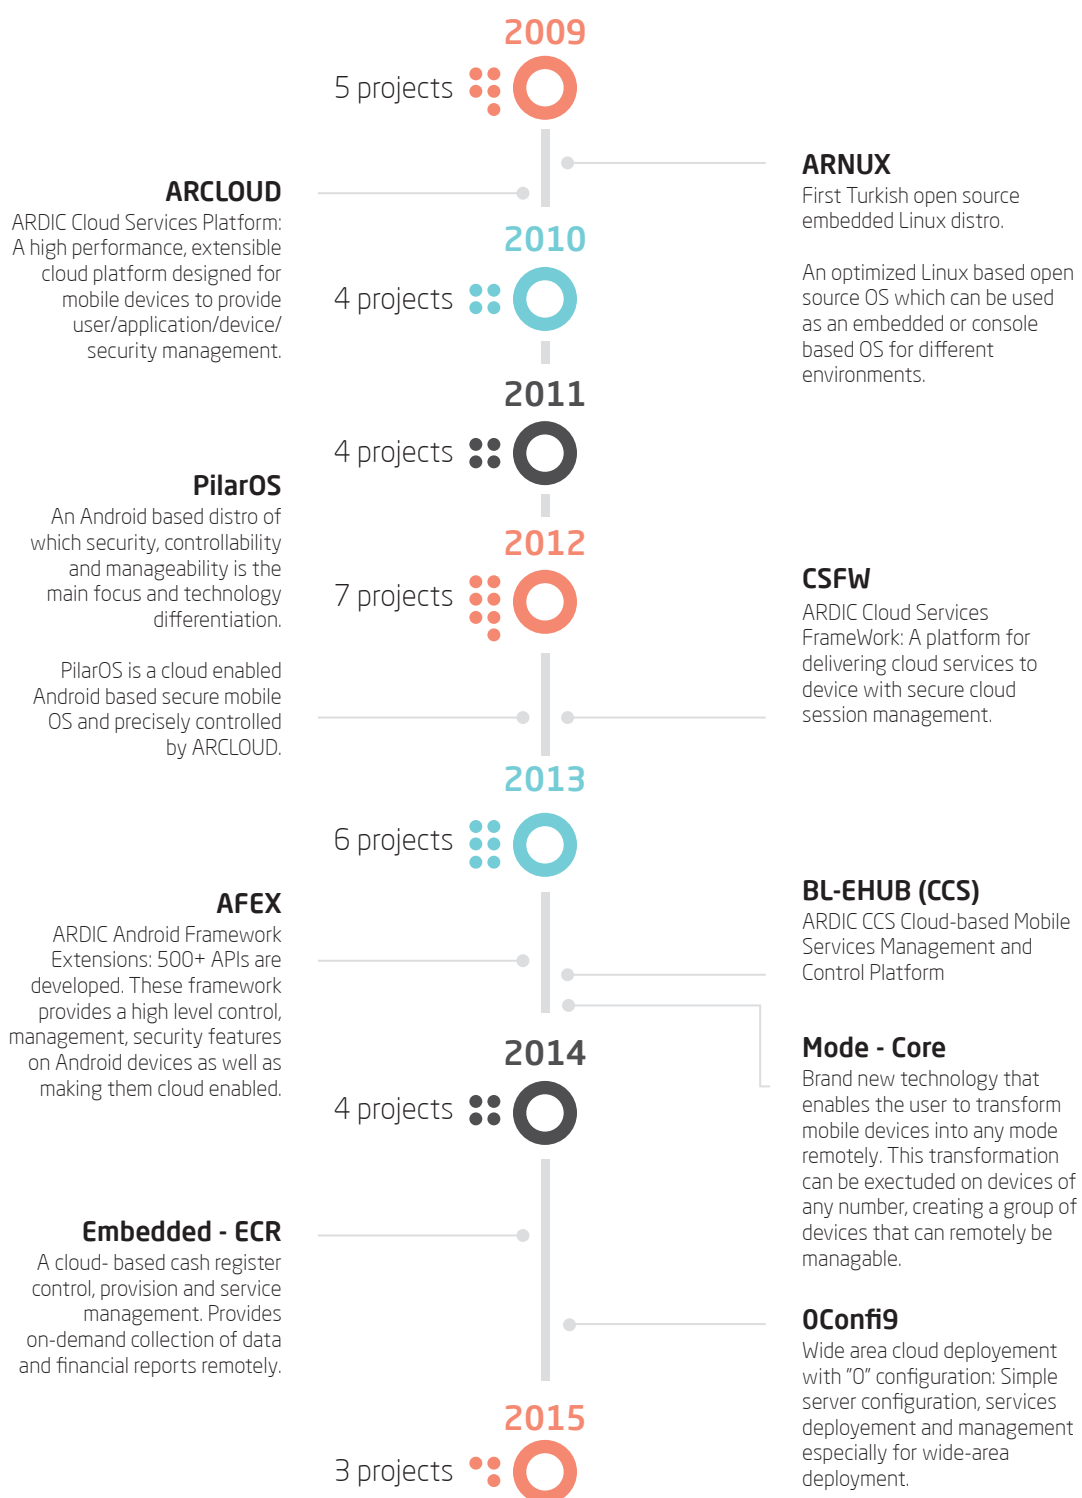 2009
5 projects
ARNUX
First Turkish open source
embedded Linux distro.
An optimized Linux based open
source OS which can be used
as an embedded or console
based OS for different
environments.
ARCLOUD
ARDIC Cloud Services Platform:
A high performance, extensible
cloud platform designed for
mobile devices to provide
user/application/device/
security management.
2010
4 projects
2011
4 projects
PilarOS
An Android based distro of
which security, controllability
and manageability is the
main focus and technology
differentiation.
PilarOS is a cloud enabled
Android based secure mobile
OS and precisely controlled
by ARCLOUD.
2012
7 projects
CSFW
ARDIC Cloud Services
FrameWork: A platform for
delivering cloud services to
device with secure cloud
session management.
2013
6 projects
AFEX
ARDIC Android Framework
Extensions: 500+ APIs are
developed. These framework
provides a high level control,
management, security features
on Android devices as well as
making them cloud enabled.
BL-EHUB (CCS)
ARDIC CCS Cloud-based Mobile
Services Management and
Control Platform
Mode - Core
Brand new technology that
enables the user to transform
mobile devices into any mode
remotely. This transformation
can be exectuded on devices of
any number, creating a group of
devices that can remotely be
managable.
2014
4 projects
Embedded - ECR
A cloud- based cash register
control, provision and service
management. Provides
on-demand collection of data
and financial reports remotely.
0Confi9
Wide area cloud deployement
with "0" configuration: Simple
server configuration, services
deployement and management
especially for wide-area
deployment.
2015
3 projects